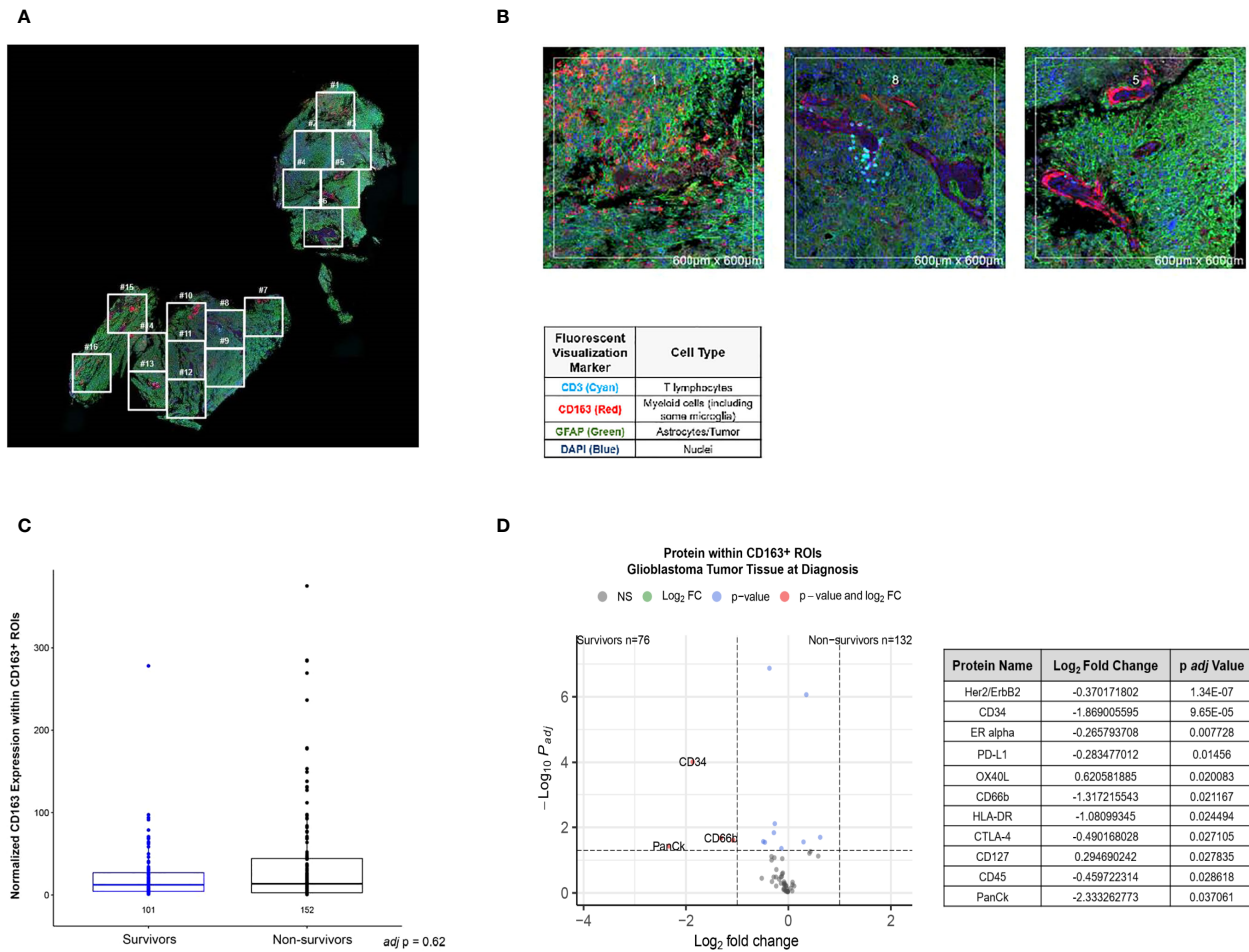 A
#1
#2
#3
#4
#5
#6
#15
#10
#8
#7
#14
#11
#9
#16
#13
#12
B
1
600µm x 600µm
8
600µm x 600µm
5
600µm x 600µm
Fluorescent Visualization Marker
Cell Type
CD3 (Cyan)
T lymphocytes
CD163 (Red)
Myeloid cells (including some microglia)
GFAP (Green)
Astrocytes/Tumor
DAPI (Blue)
Nuclei
C
Normalized CD163 Expression within CD163+ ROIs
300
200
100
0
101
152
Survivors
Non-survivors
adj p = 0.62
D
Protein within CD163+ ROIs
Glioblastoma Tumor Tissue at Diagnosis
NS
Log₂ FC
p−value
p − value and log₂ FC
Survivors n=76
Non−survivors n=132
−Log₁₀ P adj
6
4
2
0
CD34
CD66b
PanCk
−4
−2
0
2
Log₂ fold change
Protein Name Log₂ Fold Change p adj Value
Her2/ErbB2 -0.370171802 1.34E-07
CD34 -1.869005595 9.65E-05
ER alpha -0.265793708 0.007728
PD-L1 -0.283477012 0.01456
OX40L 0.620581885 0.020083
CD66b -1.317215543 0.021167
HLA-DR -1.08099345 0.024494
CTLA-4 -0.490168028 0.027105
CD127 0.294690242 0.027835
CD45 -0.459722314 0.028618
PanCk -2.333262773 0.037061